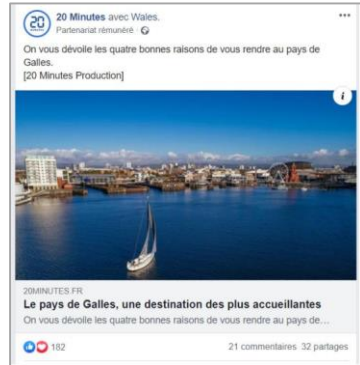 20 Minutes avec Wales.
Partenariat rémunéré ·
On vous dévoile les quatre bonnes raisons de vous rendre au pays de
Galles.
[20 Minutes Production]
i
20MINUTES.FR
Le pays de Galles, une destination des plus accueillantes
On vous dévoile les quatre bonnes raisons de vous rendre au pays de…
182
21 commentaires 32 partages